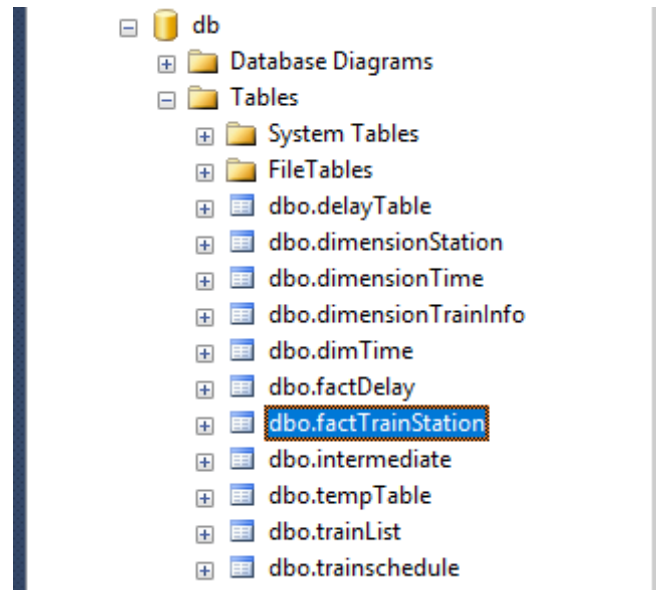 db
Database Diagrams
Tables
System Tables
FileTables
dbo.delayTable
dbo.dimensionStation
dbo.dimensionTime
dbo.dimensionTrainInfo
dbo.dimTime
dbo.factDelay
dbo.factTrainStation
dbo.intermediate
dbo.tempTable
dbo.trainList
dbo.trainschedule